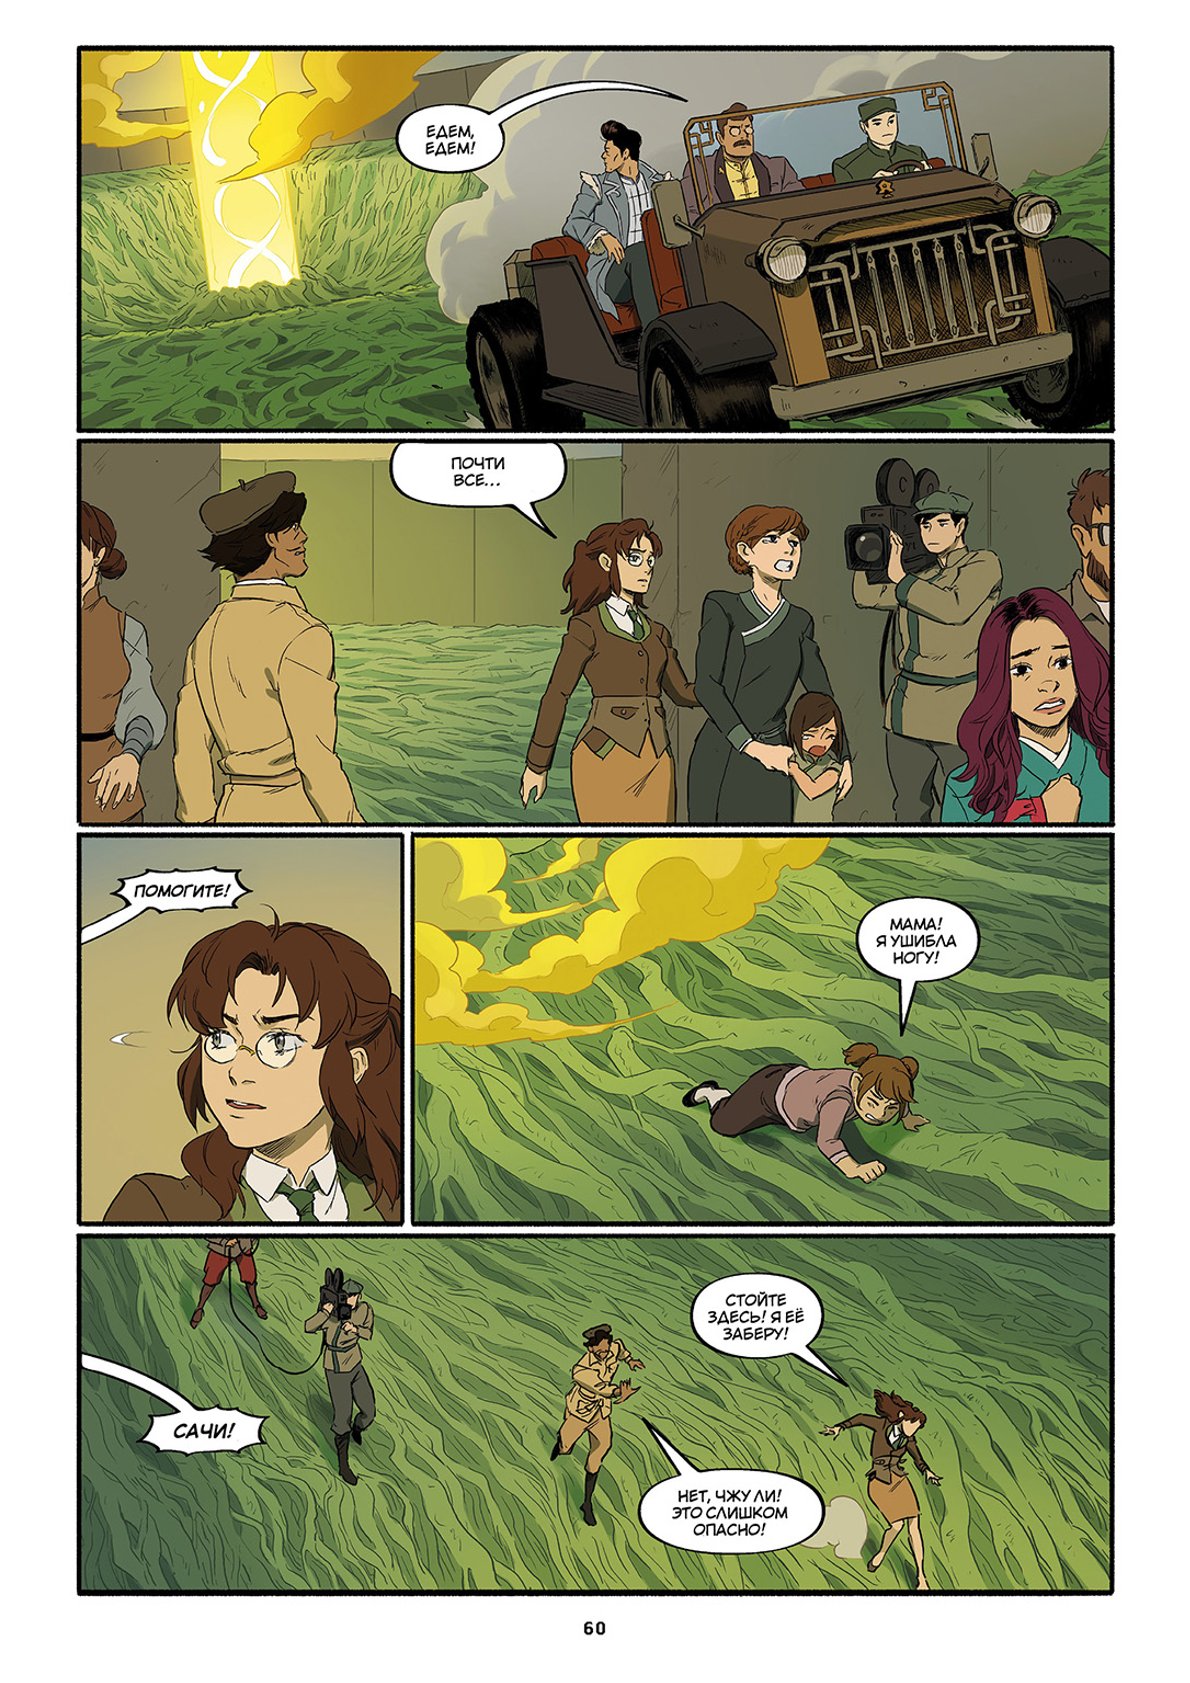 ЕДЕМ,
ЕДЕМ!
ПОЧТИ
ВСЕ...
ПОМОГИТЕ!
МАМА!
Я УШИБЛА
НОГУ!
СТОЙТЕ
ЗДЕСЬ! Я ЕЁ
ЗАБЕРУ!
САЧИ!
НЕТ, ЧЖУ ЛИ!
ЭТО СЛИШКОМ
ОПАСНО!
60